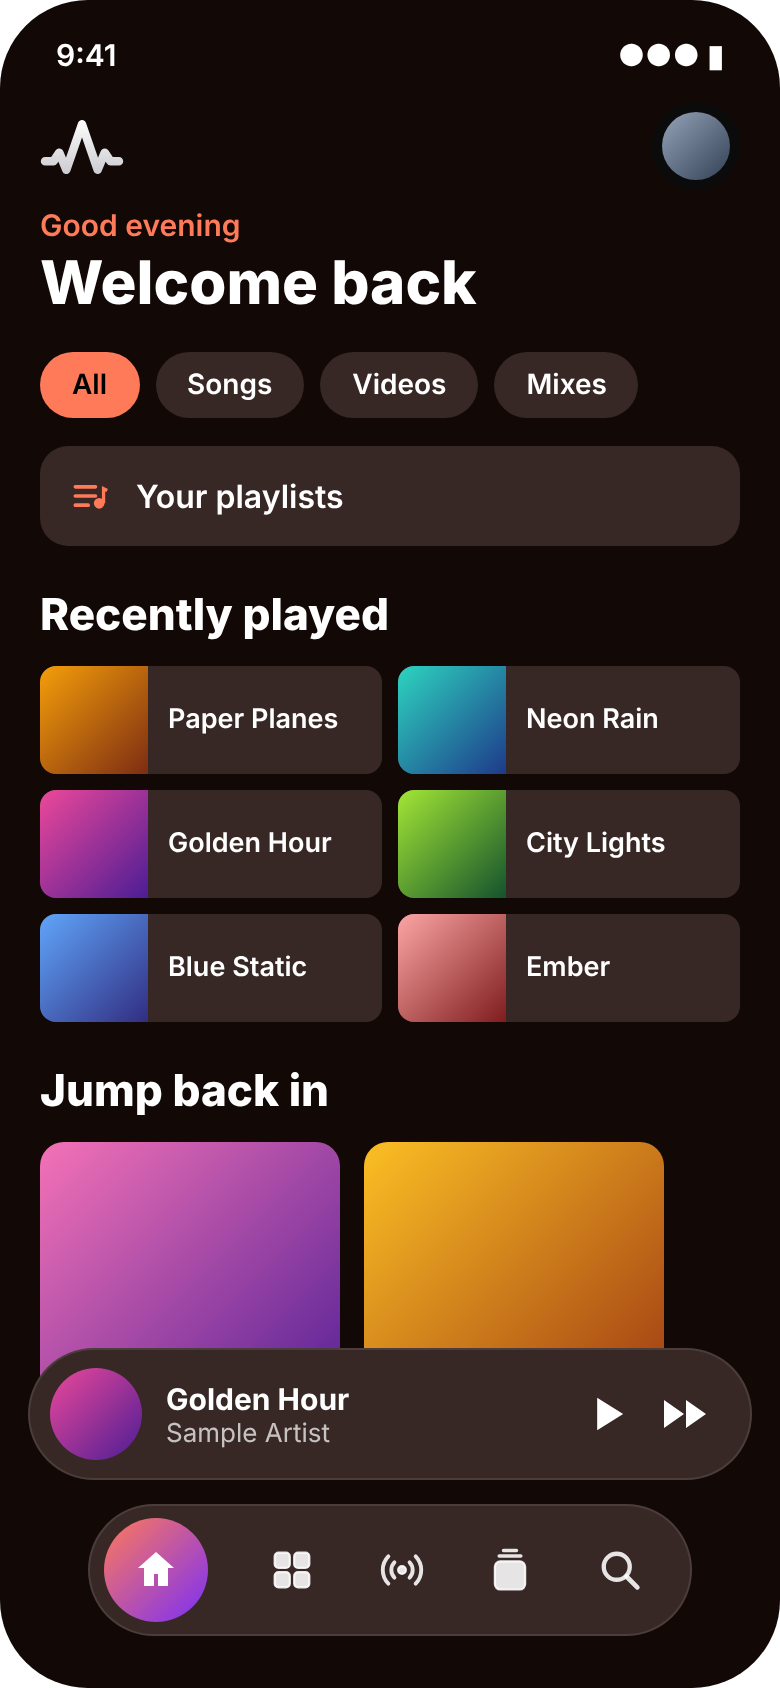 9:41
Good evening
Welcome back
All Songs Videos Mixes
Your playlists
Recently played
Paper Planes Neon Rain
Golden Hour City Lights
Blue Static Ember
Jump back in
Golden Hour
Sample Artist